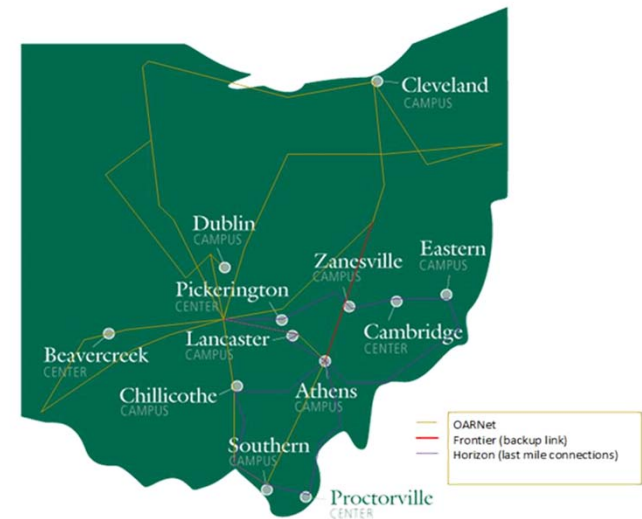 Cleveland
CAMPUS
Dublin
CAMPUS
Zanesville
CAMPUS
Eastern
CAMPUS
Pickerington
CENTER
Cambridge
CENTER
Lancaster
CAMPUS
Beavercreek
CENTER
Chillicothe
CAMPUS
Athens
CAMPUS
Southern
CAMPUS
Proctorville
CENTER
OARNet
Frontier (backup link)
Horizon (last mile connections)